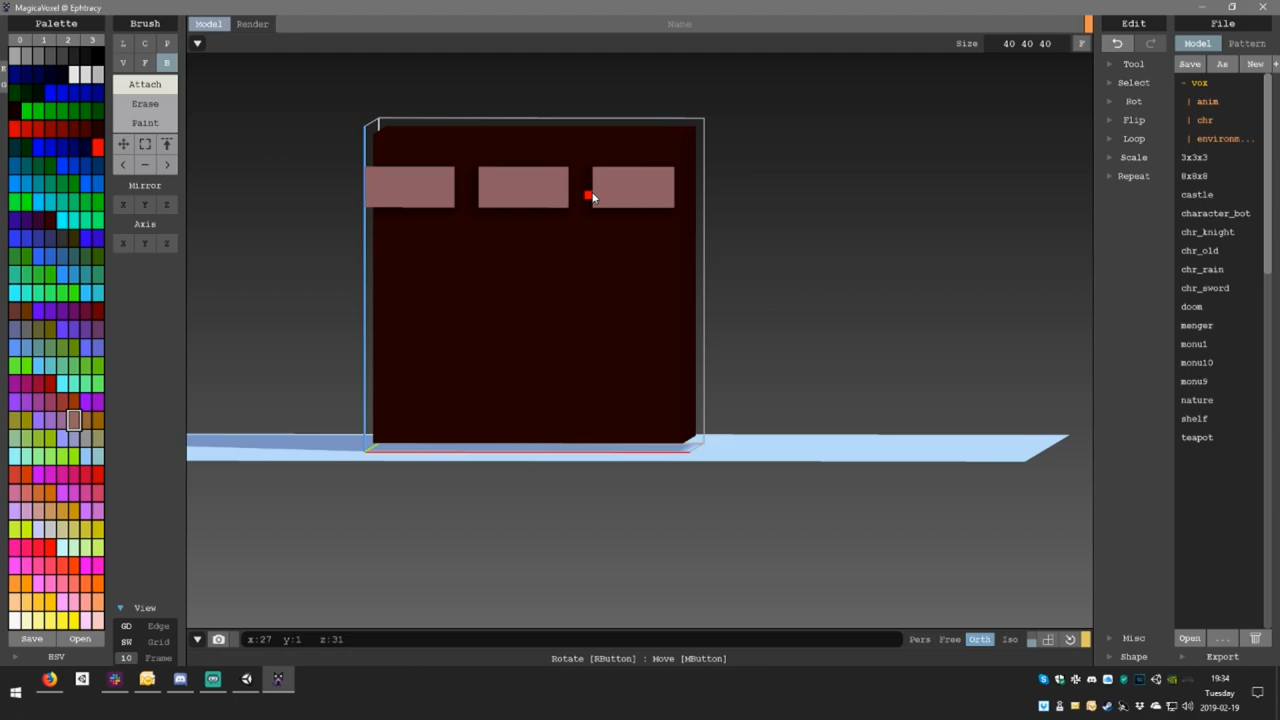 MagicaVoxel @ Ephtracy
Palette
Brush
Model Render
Name
Edit
File
0 1 2 3
L C P
V F B
Size 40 40 40 F
Model Pattern
Attach
Erase
Paint
Tool
Select
Rot
Flip
Loop
Scale
Repeat
Save As New +
- vox
| anim
| chr
| environm...
3x3x3
8x8x8
castle
character_bot
chr_knight
chr_old
chr_rain
chr_sword
doom
menger
monu1
monu10
monu9
nature
shelf
teapot
Mirror
X Y Z
Axis
X Y Z
View
GD Edge
SW Grid
10 Frame
Save Open
HSV
x:27 y:1 z:31
Pers Free Orth Iso
Rotate [RButton] : Move [MButton]
Misc
Shape
Open ...
Export
19:34
Tuesday
2019-02-19